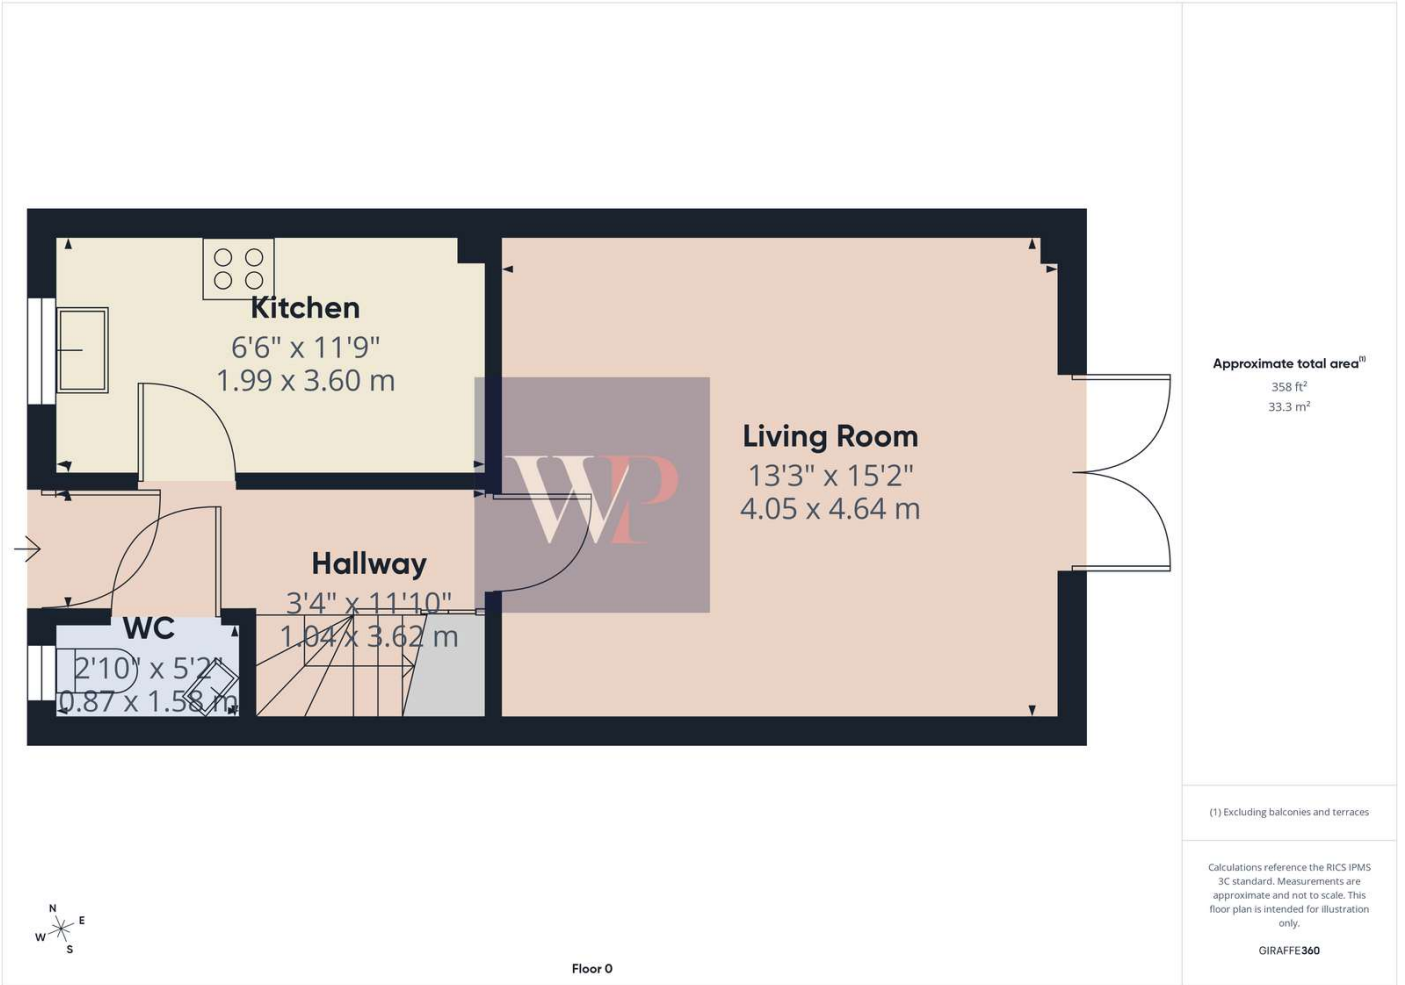 Kitchen
6'6" x 11'9"
1.99 x 3.60 m
Living Room
13'3" x 15'2"
4.05 x 4.64 m
WP
Hallway
3'4" x 11'10"
1.04 x 3.62 m
WC
2'10" x 5'2"
0.87 x 1.58 m
Approximate total area(1)
358 ft²
33.3 m²
(1) Excluding balconies and terraces
Calculations reference the RICS IPMS
3C standard. Measurements are
approximate and not to scale. This
floor plan is intended for illustration
only.
GIRAFFE360
N
E
W
S
Floor 0